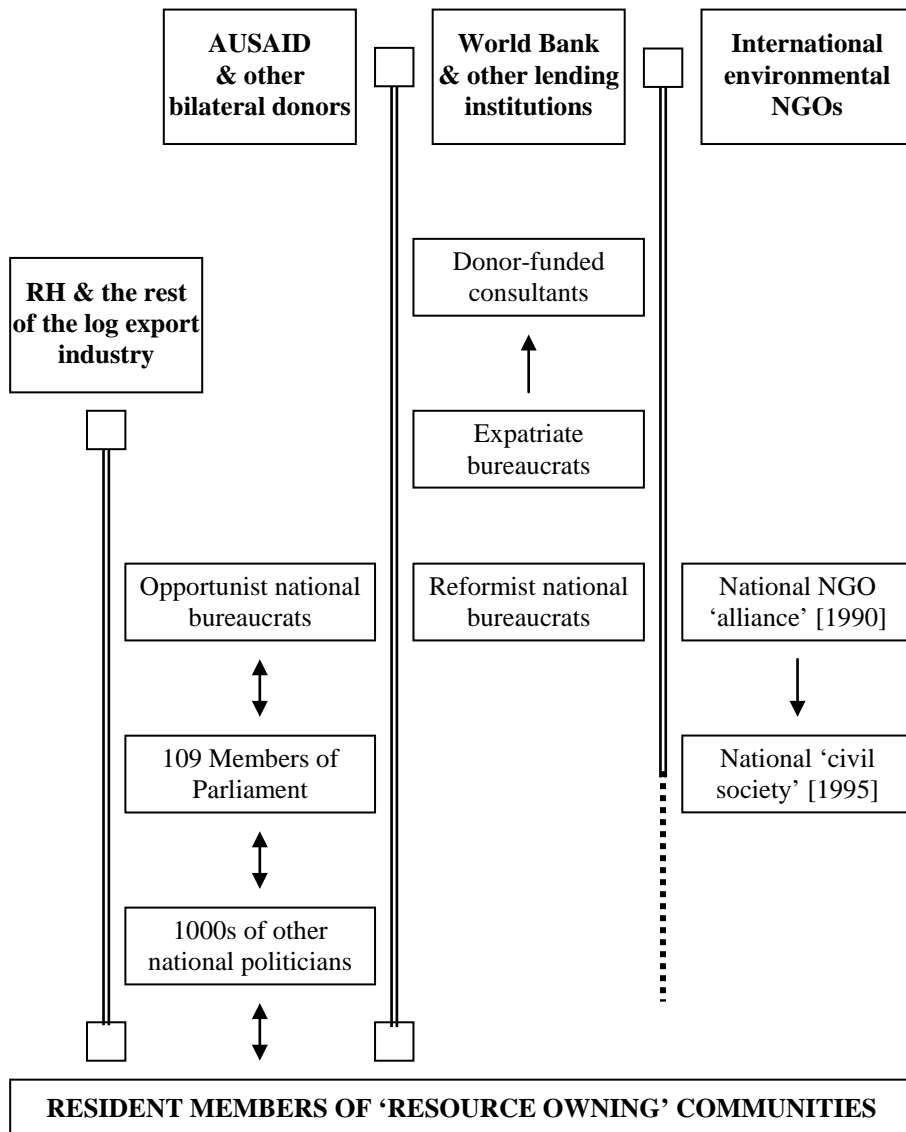 AUSAID
& other
bilateral donors
World Bank
& other lending
institutions
International
environmental
NGOs
Donor-funded
consultants
RH & the rest
of the log export
industry
Expatriate
bureaucrats
Opportunist national
bureaucrats
Reformist national
bureaucrats
National NGO
‘alliance’ [1990]
109 Members of
Parliament
National ‘civil
society’ [1995]
1000s of other
national politicians
RESIDENT MEMBERS OF ‘RESOURCE OWNING’ COMMUNITIES